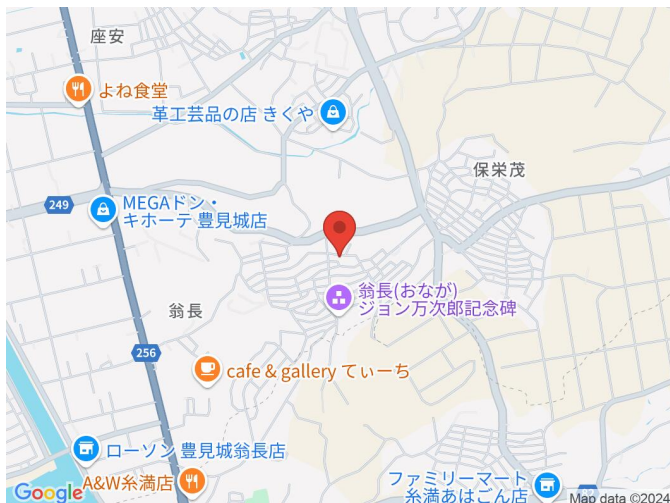 座安
よね食堂
革工芸品の店 きくや
保栄茂
249
MEGAドン・
キホーテ 豊見城店
翁長(おなが)
ジョン万次郎記念碑
翁長
256
cafe & gallery てぃーち
ローソン 豊見城翁長店
A&W糸満店
ファミリーマート
糸満あはごん店
Google
Map data ©2024